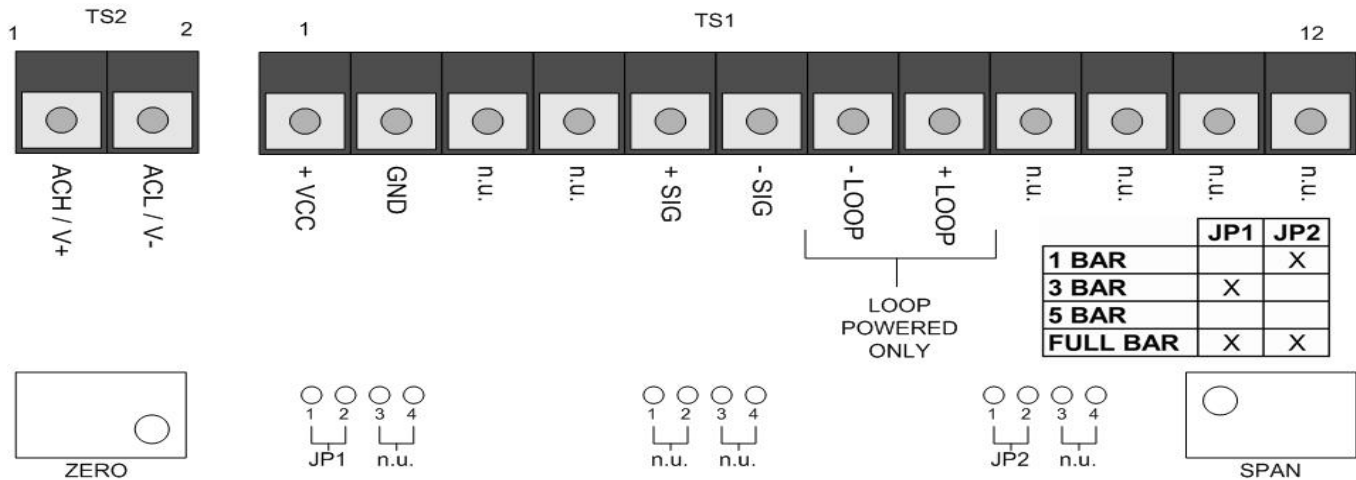 TS2
TS1
1
2
1
12
ACH / V+
ACL / V-
+ VCC
GND
n.u.
n.u.
+ SIG
- SIG
- LOOP
+ LOOP
n.u.
n.u.
n.u.
n.u.
LOOP
POWERED
ONLY
JP1 JP2
1 BAR X
3 BAR X
5 BAR
FULL BAR X X
ZERO
1 2 3 4
JP1 n.u.
1 2 3 4
n.u. n.u.
1 2 3 4
JP2 n.u.
SPAN